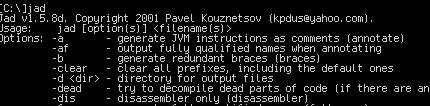 [C:\]jad
Jad v1.5.8d. Copyright 2001 Pavel Kouznetsov (kpdus@yahoo.com).
Usage:    jad [option(s)] <filename(s)>
Options: -a       - generate JVM instructions as comments (annotate)
-af      - output fully qualified names when annotating
-b       - generate redundant braces (braces)
-clear   - clear all prefixes, including the default ones
-d <dir> - directory for output files
-dead    - try to decompile dead parts of code (if there are an
-dis     - disassembler only (disassembler)